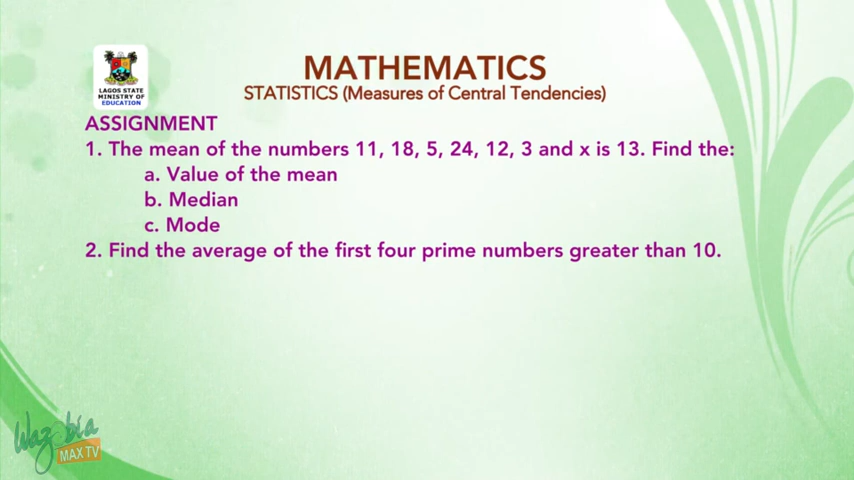 MATHEMATICS
STATISTICS (Measures of Central Tendencies)
LAGOS STATE
MINISTRY OF
EDUCATION
ASSIGNMENT
1. The mean of the numbers 11, 18, 5, 24, 12, 3 and x is 13. Find the:
a. Value of the mean
b. Median
c. Mode
2. Find the average of the first four prime numbers greater than 10.
Wazobia
MAX TV